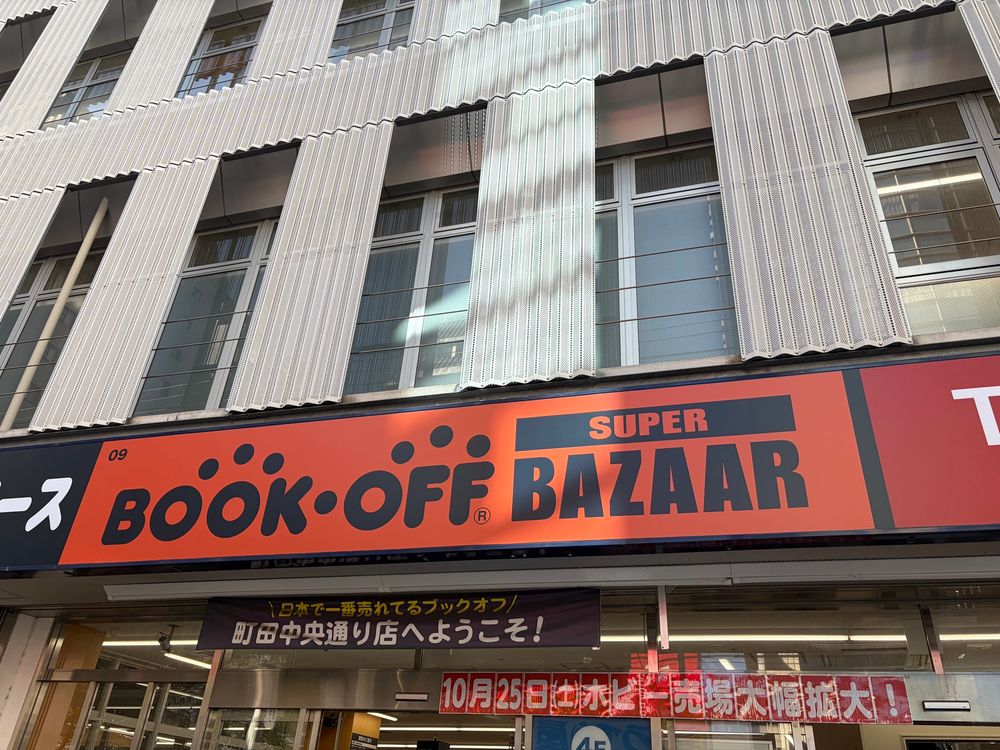 ース
09
BOOK・OFF®
SUPER
BAZAAR
T
\日本で一番売れてるブックオフ/
町田中央通り店へようこそ!
10月25日(土)ホビー売場大幅拡大!
4F